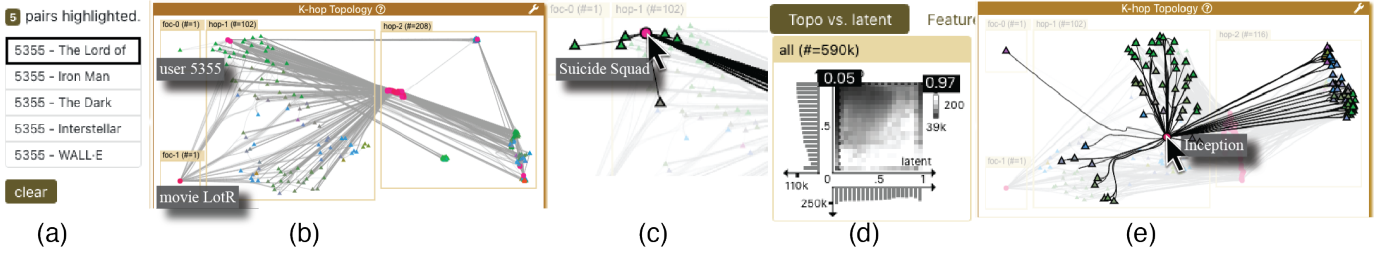 5 pairs highlighted.
5355 - The Lord of
5355 - Iron Man
5355 - The Dark
5355 - Interstellar
5355 - WALL·E
clear
(a)
K-hop Topology
foc-0 (#=1)
hop-1 (#=102)
hop-2 (#=208)
user 5355
foc-1 (#=1)
movie LotR
(b)
foc-0 (#=1)
hop-1 (#=102)
Suicide Squad
(c)
Topo vs. latent
Feature
all (#=590k)
0.05
0.97
200
39k
.5
latent
110k
0
.5
1
250k
(d)
K-hop Topology
foc-0 (#=1)
hop-1 (#=102)
hop-2 (#=116)
Inception
foc-1 (#=1)
(e)